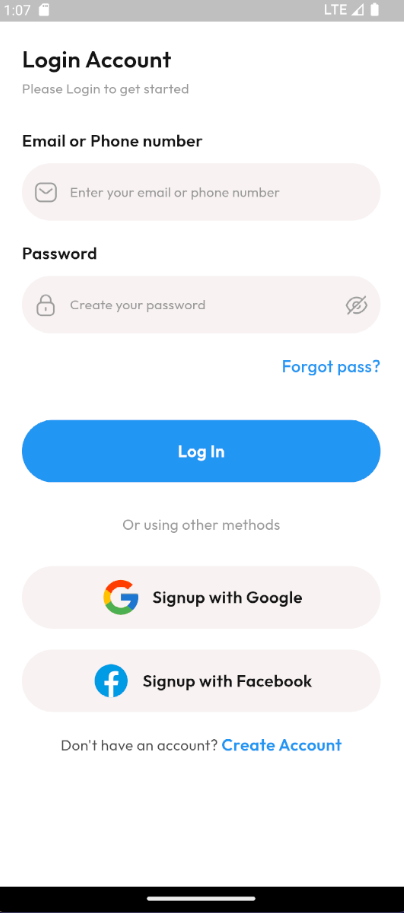 1:07 LTE
Login Account
Please Login to get started
Email or Phone number
Enter your email or phone number
Password
Create your password
Forgot pass?
Log In
Or using other methods
Signup with Google
Signup with Facebook
Don't have an account? Create Account